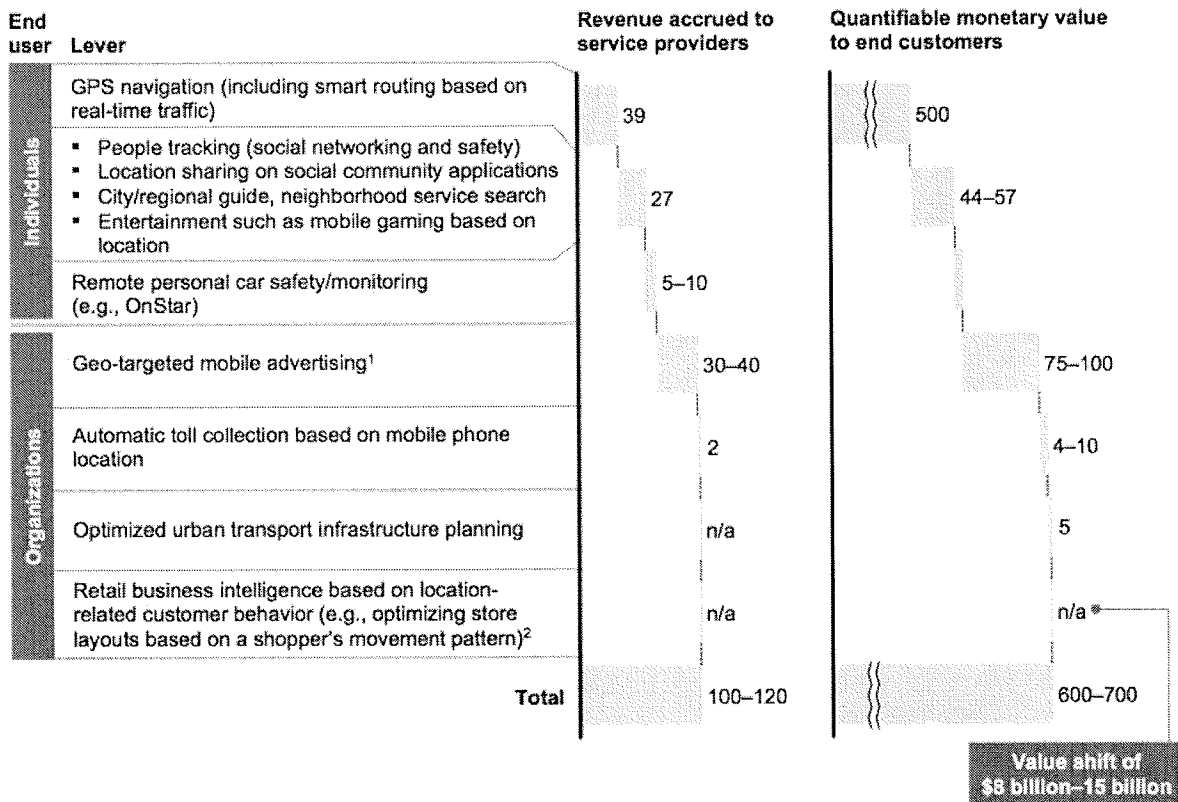 End
user Lever
Revenue accrued to
service providers
Quantifiable monetary value
to end customers
Individuals
GPS navigation (including smart routing based on
real-time traffic)
39
500
▪ People tracking (social networking and safety)
▪ Location sharing on social community applications
▪ City/regional guide, neighborhood service search
▪ Entertainment such as mobile gaming based on
location
27
44–57
Remote personal car safety/monitoring
(e.g., OnStar)
5–10
Organizations
Geo-targeted mobile advertising¹
30–40
75–100
Automatic toll collection based on mobile phone
location
2
4–10
Optimized urban transport infrastructure planning
n/a
5
Retail business intelligence based on location-
related customer behavior (e.g., optimizing store
layouts based on a shopper's movement pattern)²
n/a
n/a
Total
100–120
600–700
Value shift of
$8 billion–15 billion